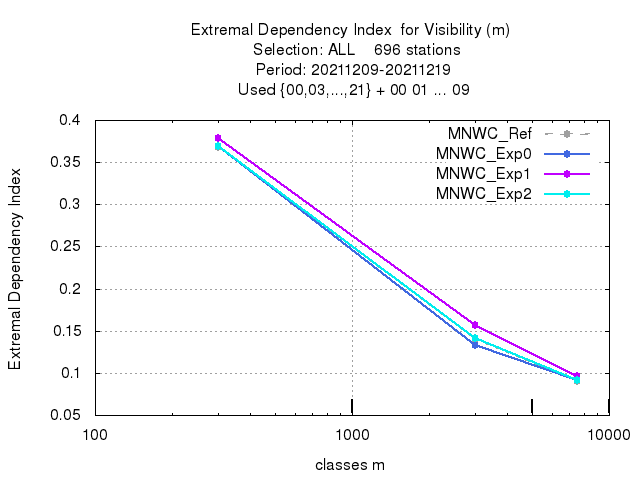 Extremal Dependency Index  for Visibility (m)
Selection: ALL    696 stations
Period: 20211209-20211219
Used {00,03,...,21} + 00 01 ... 09
MNWC_Ref
MNWC_Exp0
MNWC_Exp1
MNWC_Exp2
0.4
0.35
0.3
0.25
0.2
0.15
0.1
0.05
Extremal Dependency Index
100
1000
10000
classes m